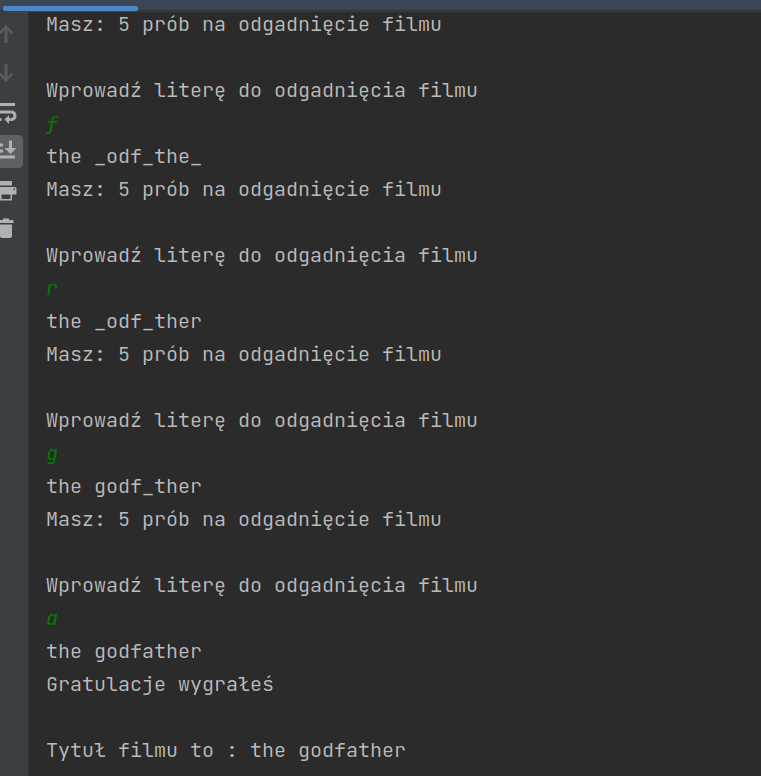 Masz: 5 prób na odgadnięcie filmu
Wprowadź literę do odgadnięcia filmu
f
the _odf_the_
Masz: 5 prób na odgadnięcie filmu
Wprowadź literę do odgadnięcia filmu
r
the _odf_ther
Masz: 5 prób na odgadnięcie filmu
Wprowadź literę do odgadnięcia filmu
g
the godf_ther
Masz: 5 prób na odgadnięcie filmu
Wprowadź literę do odgadnięcia filmu
a
the godfather
Gratulacje wygrałeś
Tytuł filmu to : the godfather